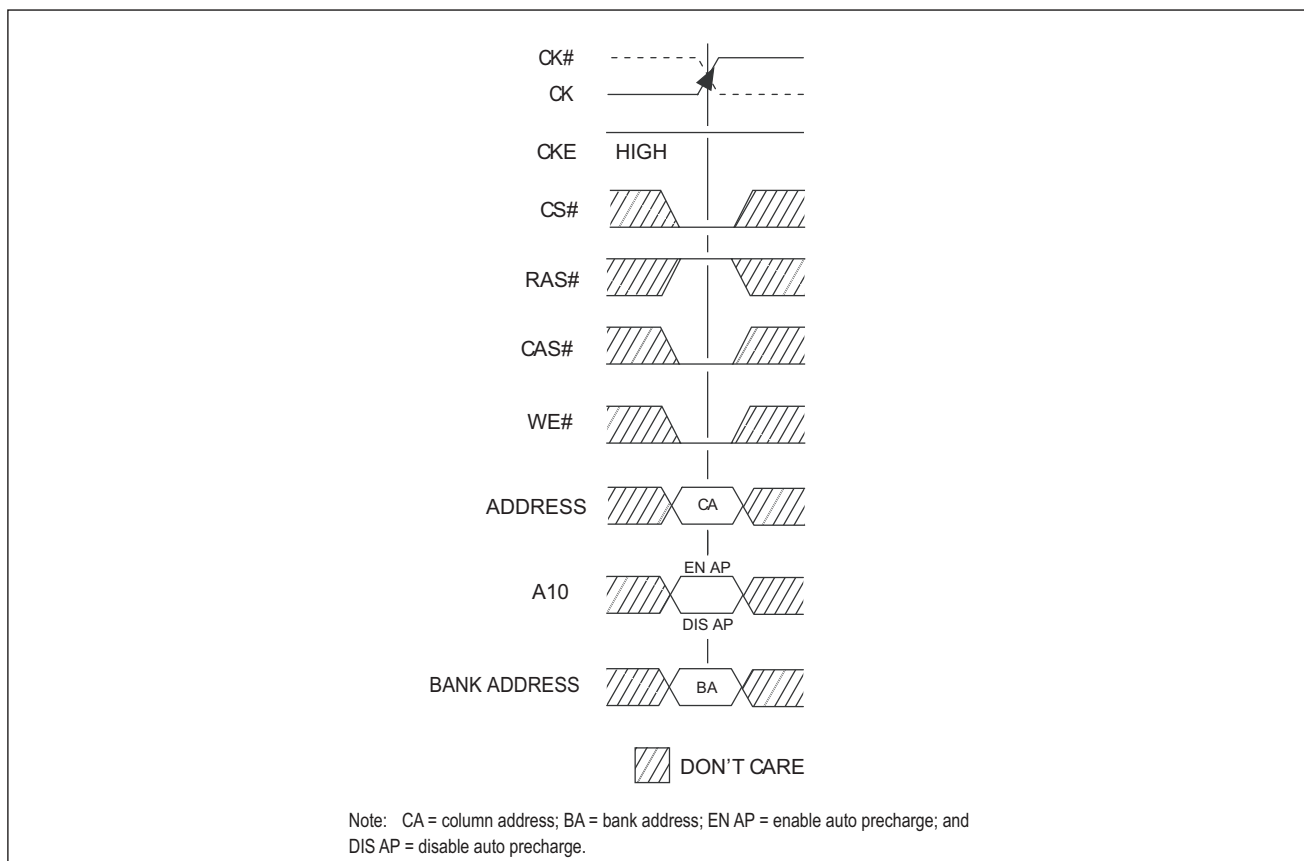 CK#
CK
CKE HIGH
CS#
RAS#
CAS#
WE#
ADDRESS CA
EN AP
A10
DIS AP
BANK ADDRESS BA
DON'T CARE
Note: CA = column address; BA = bank address; EN AP = enable auto precharge; and
DIS AP = disable auto precharge.